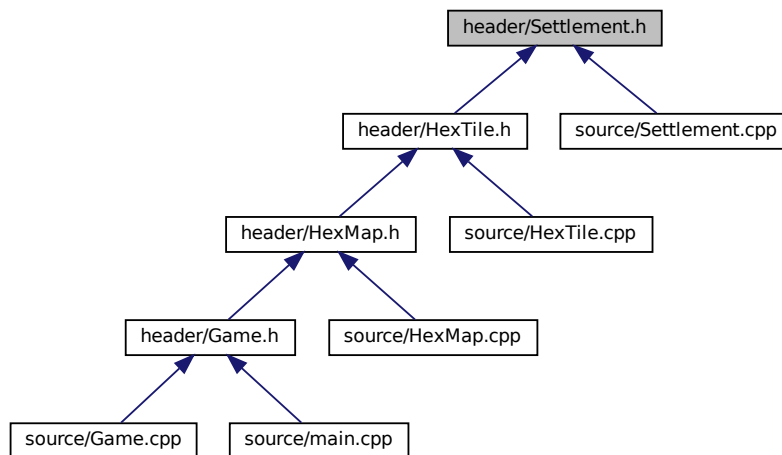 header/Settlement.h
header/HexTile.h
source/Settlement.cpp
header/HexMap.h
source/HexTile.cpp
header/Game.h
source/HexMap.cpp
source/Game.cpp
source/main.cpp